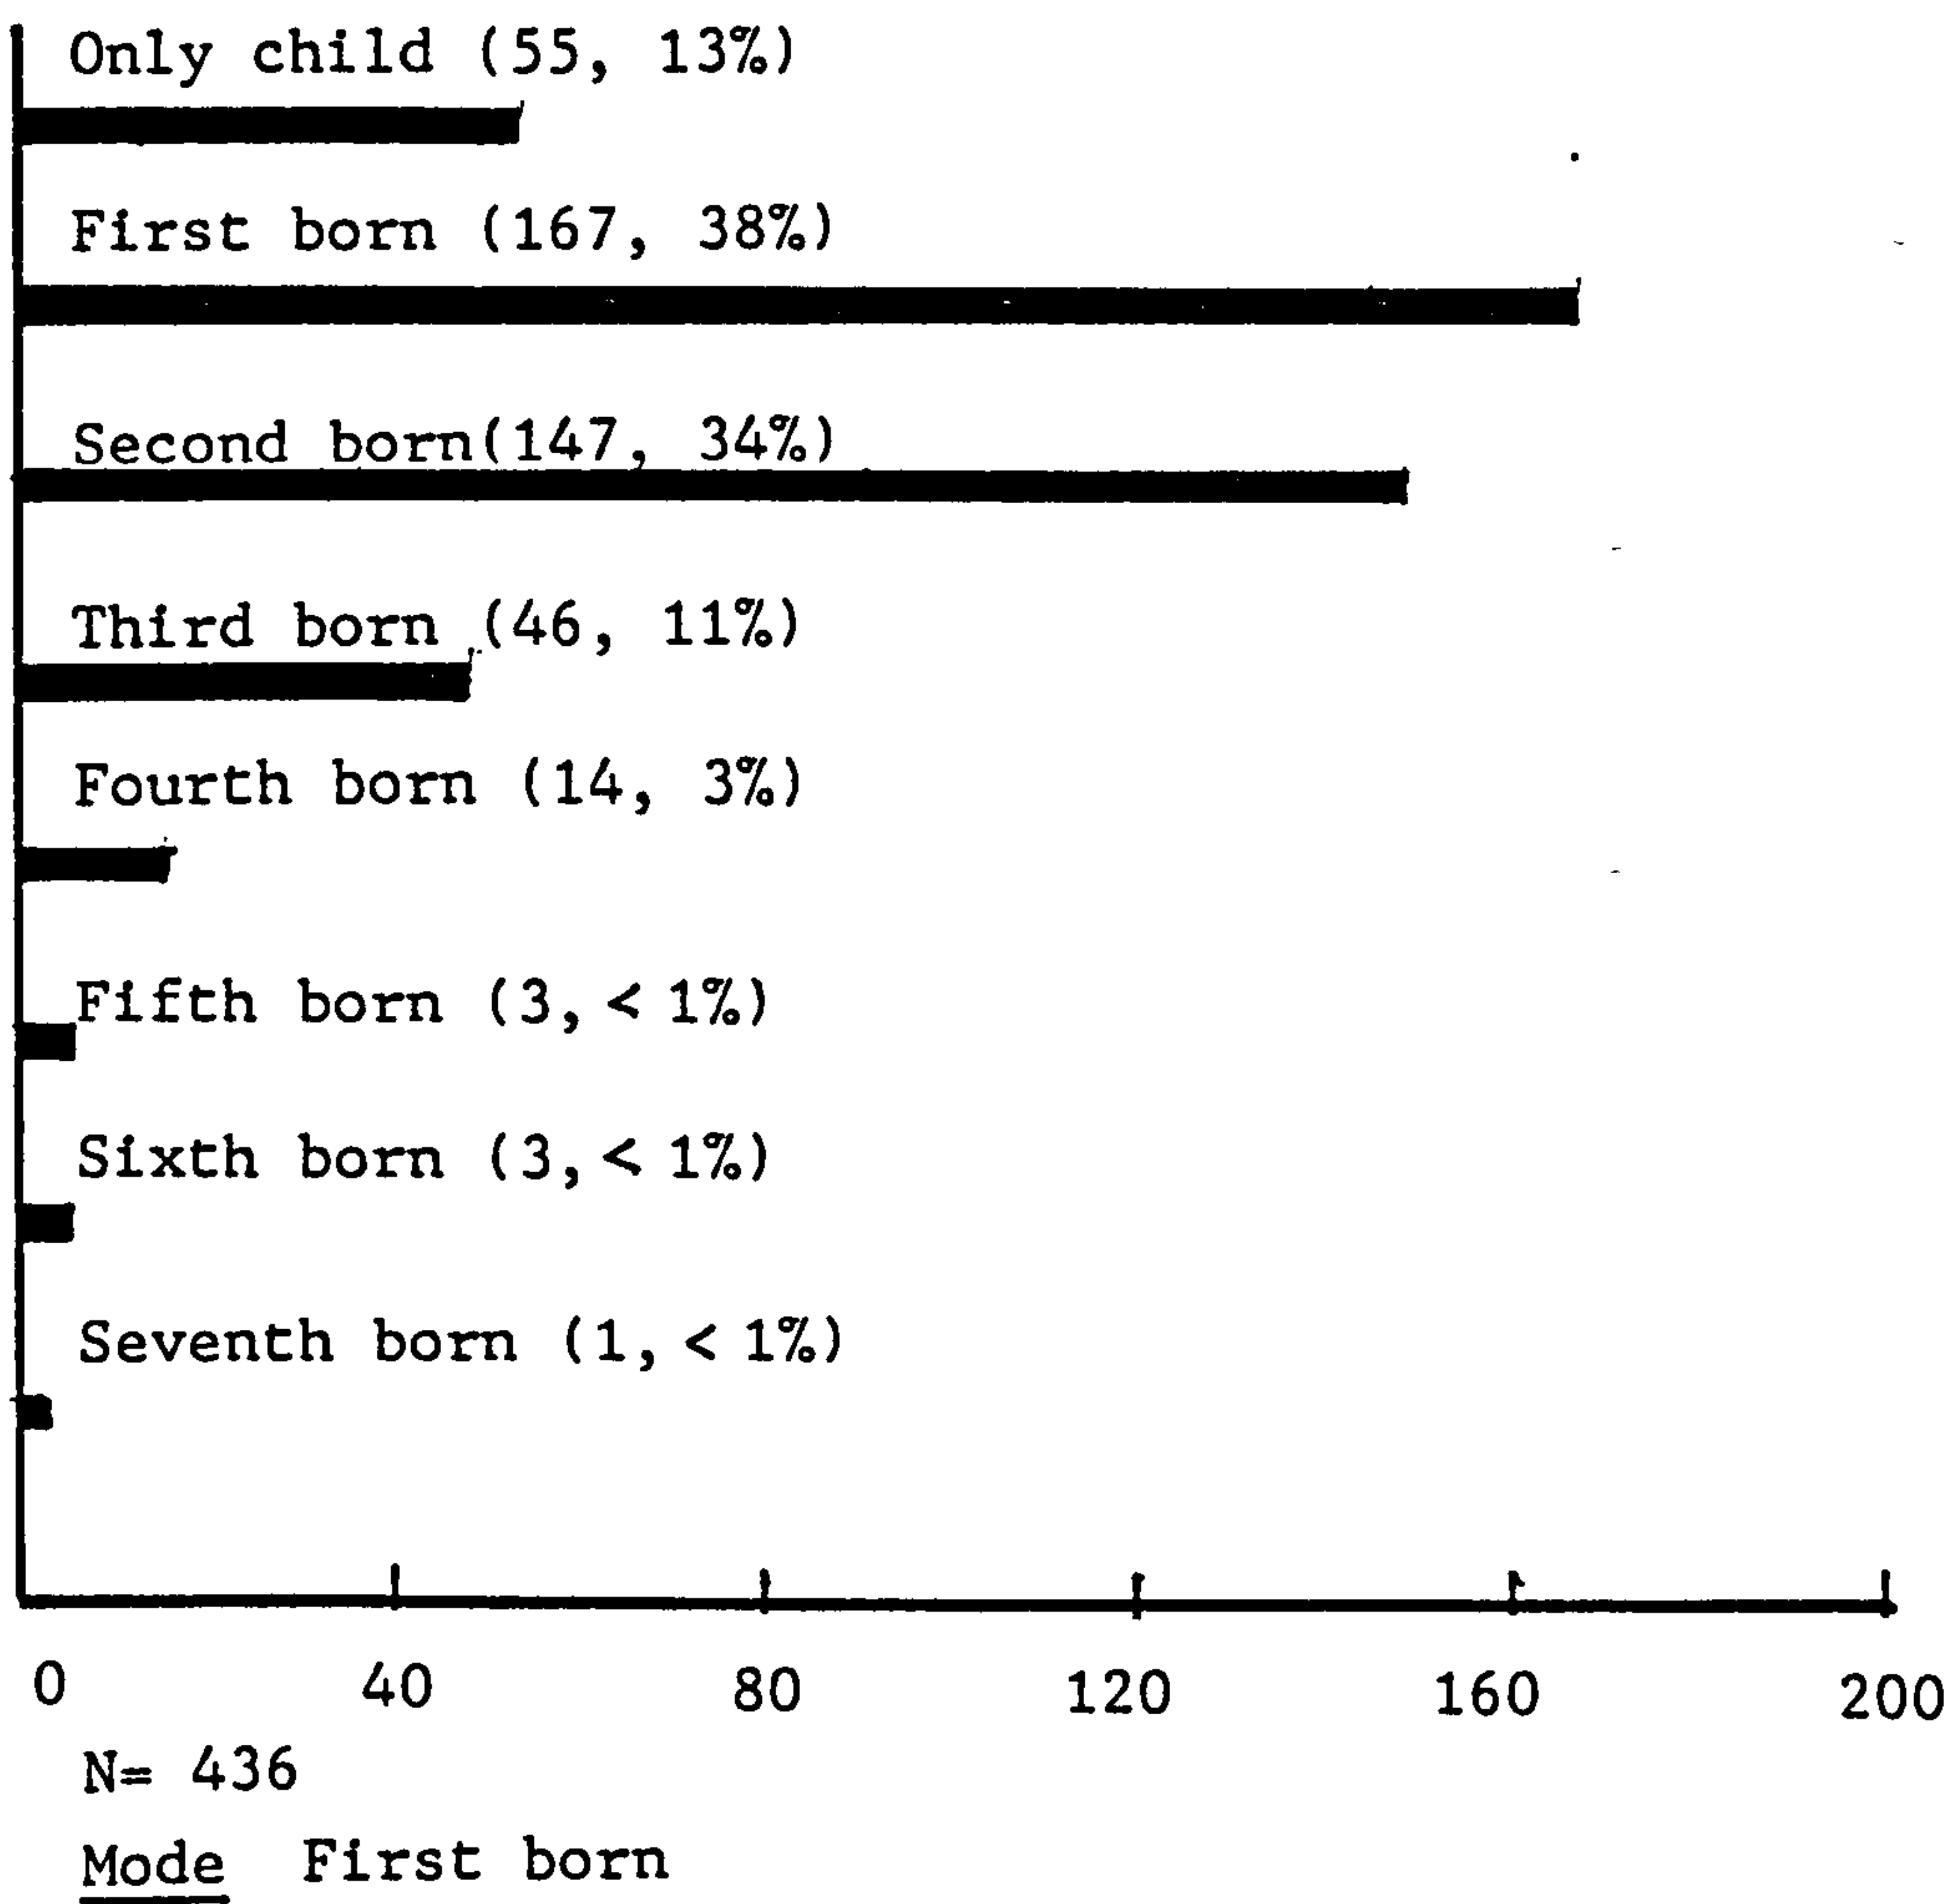 Only child (55, 13%)
First born (167, 38%)
Second born(147, 34%)
Third born (46, 11%)
Fourth born (14, 3%)
Fifth born (3, < 1%)
Sixth born (3, < 1%)
Seventh born (1, < 1%)
0 40 80 120 160 200
N= 436
Mode First born